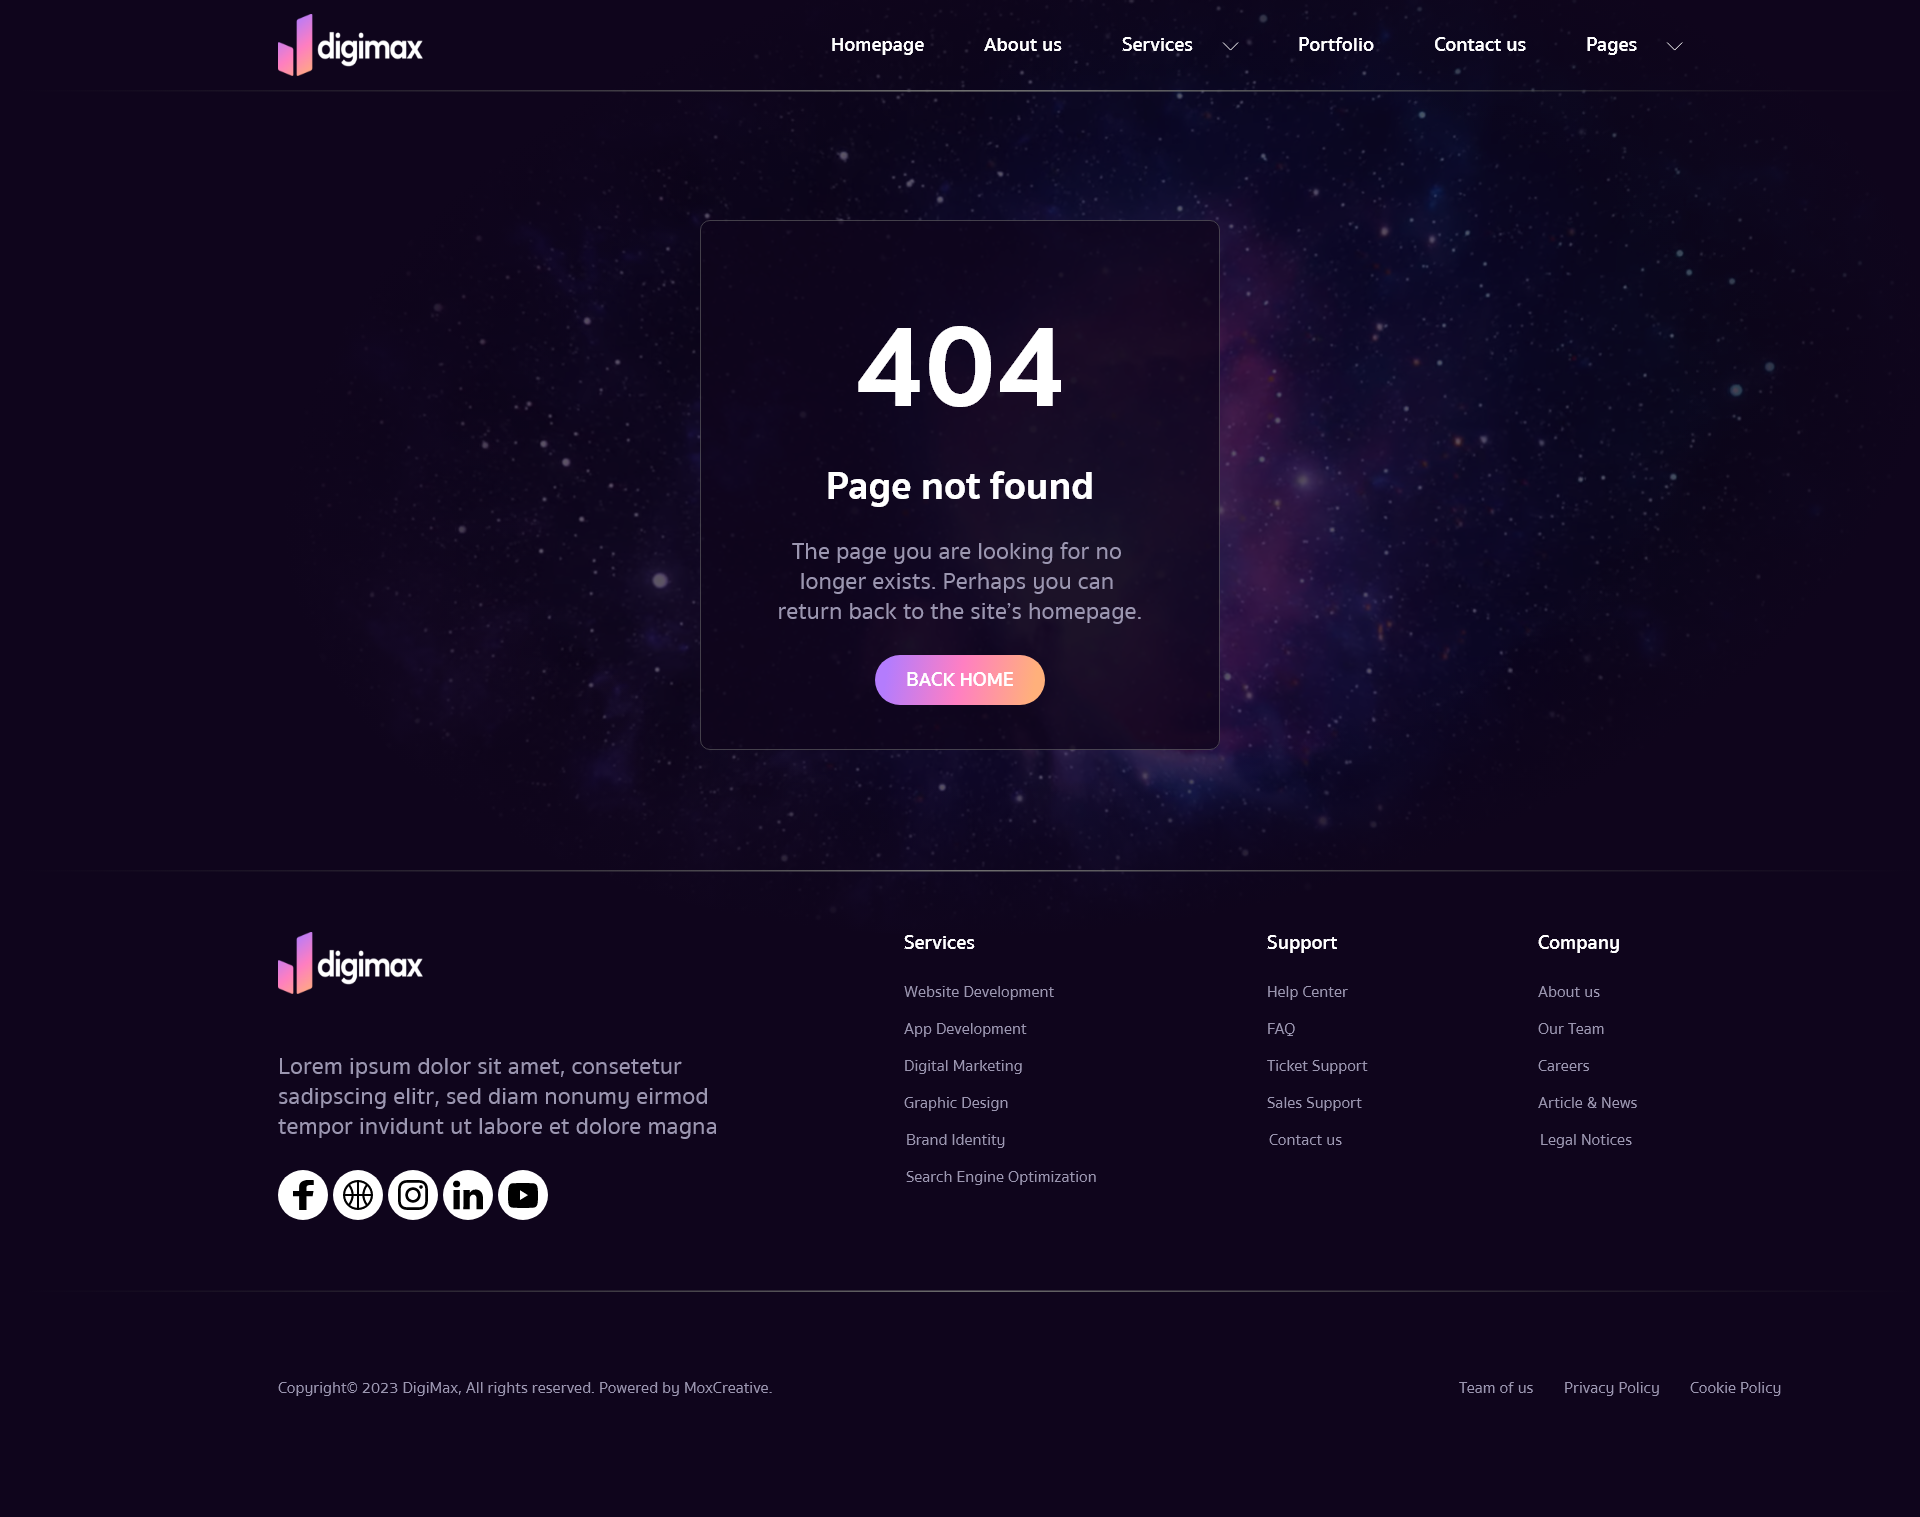 digimax
Homepage
About us
Services
Portfolio
Contact us
Pages
404
Page not found
The page you are looking for no
longer exists. Perhaps you can
return back to the site's homepage.
BACK HOME
digimax
Lorem ipsum dolor sit amet, consetetur
sadipscing elitr, sed diam nonumy eirmod
tempor invidunt ut labore et dolore magna
Services
Website Development
App Development
Digital Marketing
Graphic Design
Brand Identity
Search Engine Optimization
Support
Help Center
FAQ
Ticket Support
Sales Support
Contact us
Company
About us
Our Team
Careers
Article & News
Legal Notices
Copyright© 2023 DigiMax, All rights reserved. Powered by MoxCreative.
Team of us
Privacy Policy
Cookie Policy